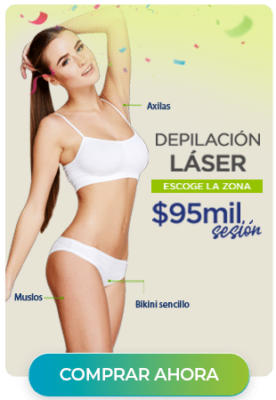 Axilas
DEPILACIÓN
LÁSER
ESCOGE LA ZONA
$95mil
sesión
Muslos
Bikini sencillo
COMPRAR AHORA